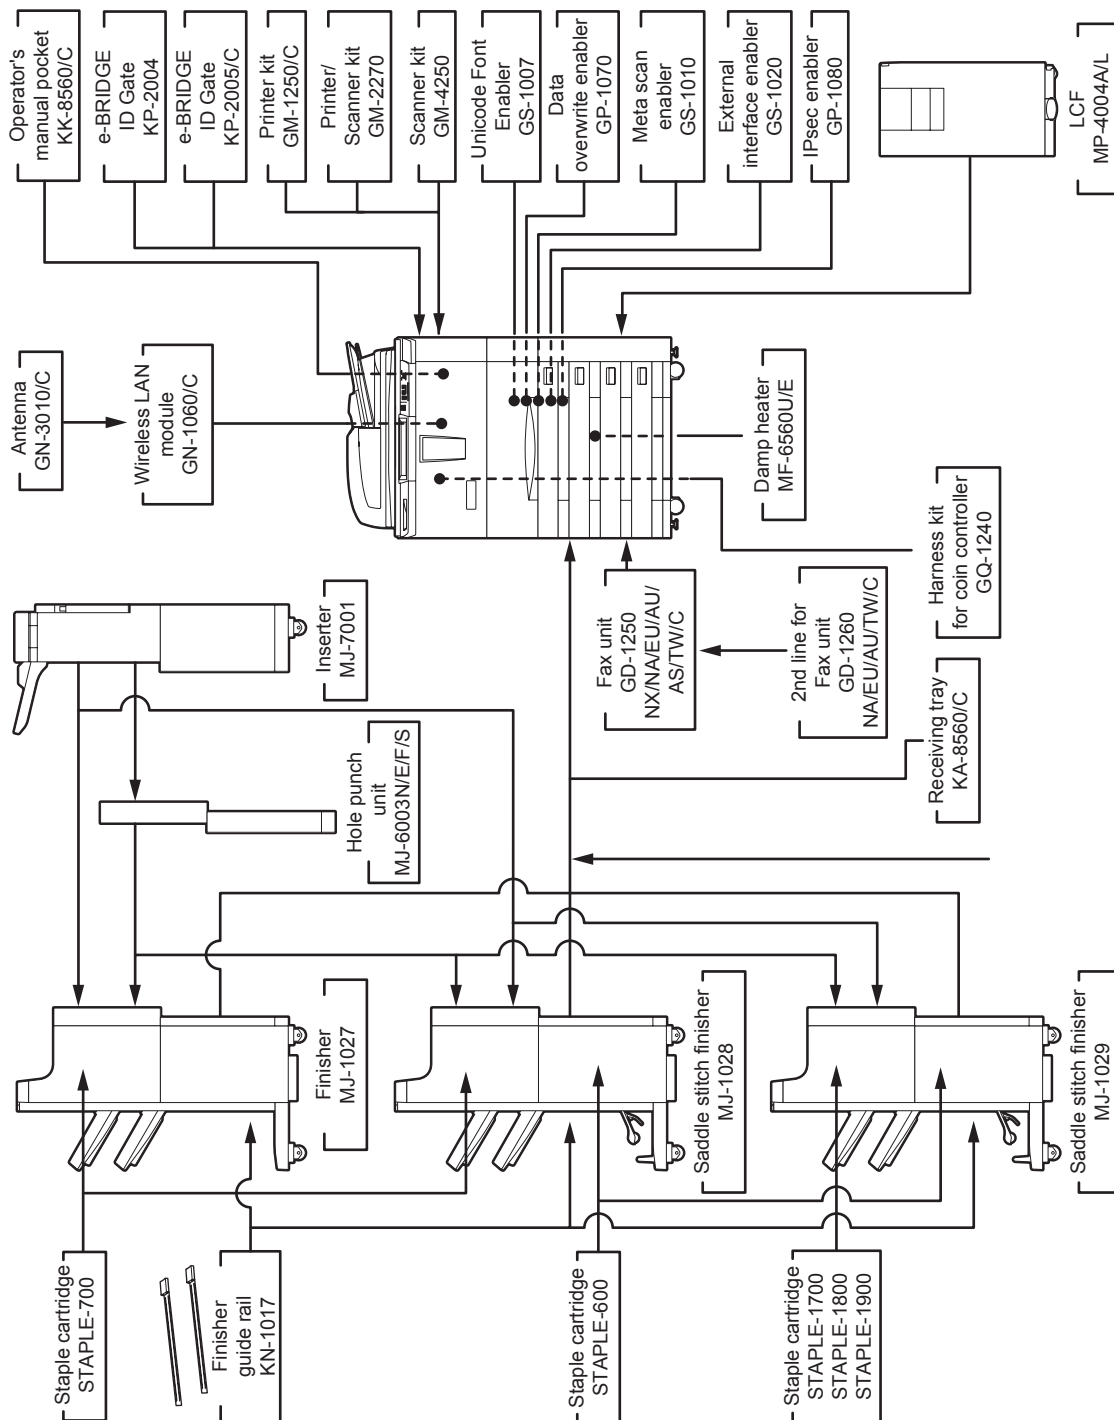 Staple cartridge
STAPLE-700
Finisher
guide rail
KN-1017
Staple cartridge
STAPLE-600
Staple cartridge
STAPLE-1700
STAPLE-1800
STAPLE-1900
Finisher
MJ-1027
Saddle stitch finisher
MJ-1028
Saddle stitch finisher
MJ-1029
Hole punch
unit
MJ-6003N/E/F/S
Inserter
MJ-7001
Antenna
GN-3010/C
Wireless LAN
module
GN-1060/C
Fax unit
GD-1250
NX/NA/EU/AU/
AS/TW/C
2nd line for
Fax unit
GD-1260
NA/EU/AU/TW/C
Receiving tray
KA-8560/C
Harness kit
for coin controller
GQ-1240
Damp heater
MF-6560U/E
Operator's
manual pocket
KK-8560/C
e-BRIDGE
ID Gate
KP-2004
e-BRIDGE
ID Gate
KP-2005/C
Printer kit
GM-1250/C
Printer/
Scanner kit
GM-2270
Scanner kit
GM-4250
Unicode Font
Enabler
GS-1007
Data
overwrite enabler
GP-1070
Meta scan
enabler
GS-1010
External
interface enabler
GS-1020
IPsec enabler
GP-1080
LCF
MP-4004A/L